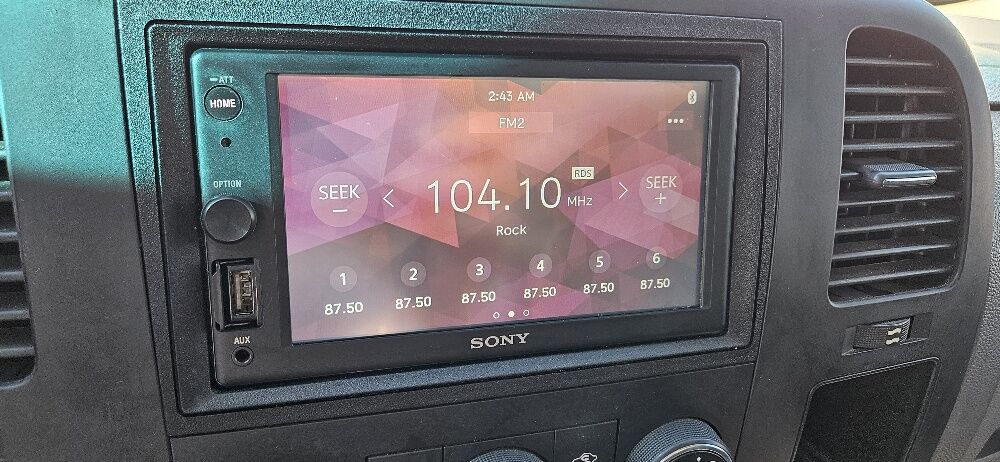 ATT
HOME
OPTION
AUX
2:43 AM
FM2
•••
SEEK
−
104.10 MHz
RDS
SEEK
+
Rock
1 2 3 4 5 6
87.50 87.50 87.50 87.50 87.50 87.50
SONY